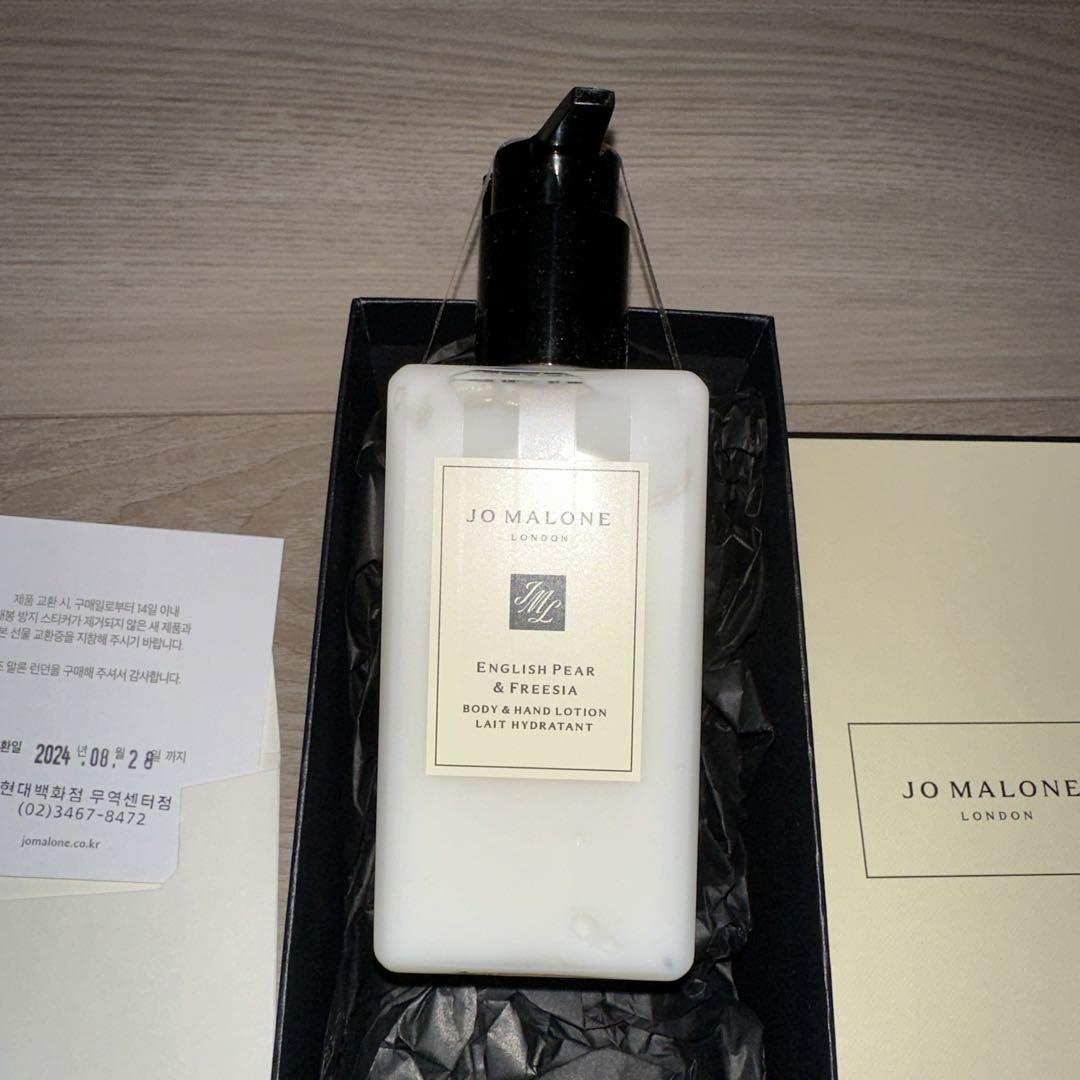 제품 교환 시, 구매일로부터 14일 이내
봉 방지 스티커가 제거되지 않은 새 제품과
본 선물 교환증을 지참해 주시기 바랍니다.
말론 런던을 구매해 주셔서 감사합니다.
환일 2024 년 .08. 월 28 일 까지
현대백화점 무역센터점
(02)3467-8472
jomalone.co.kr
JO MALONE
LONDON
JML
ENGLISH PEAR
& FREESIA
BODY & HAND LOTION
LAIT HYDRATANT
JO MALONE
LONDON